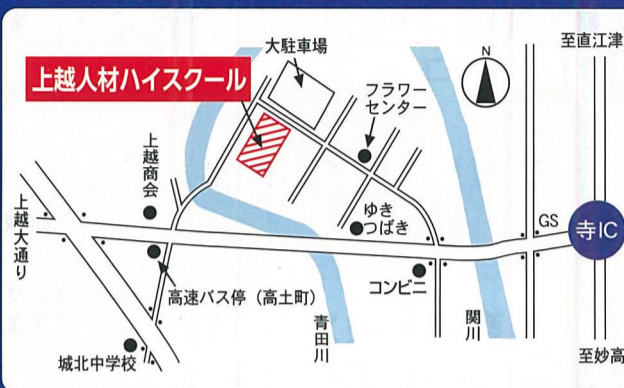 大駐車場
N
至直江津
上越人材ハイスクール
フラワー
センター
上越商会
上越大通り
ゆき
つばき
GS
寺IC
高速バス停（高土町）
コンビニ
青田川
関川
城北中学校
至妙高